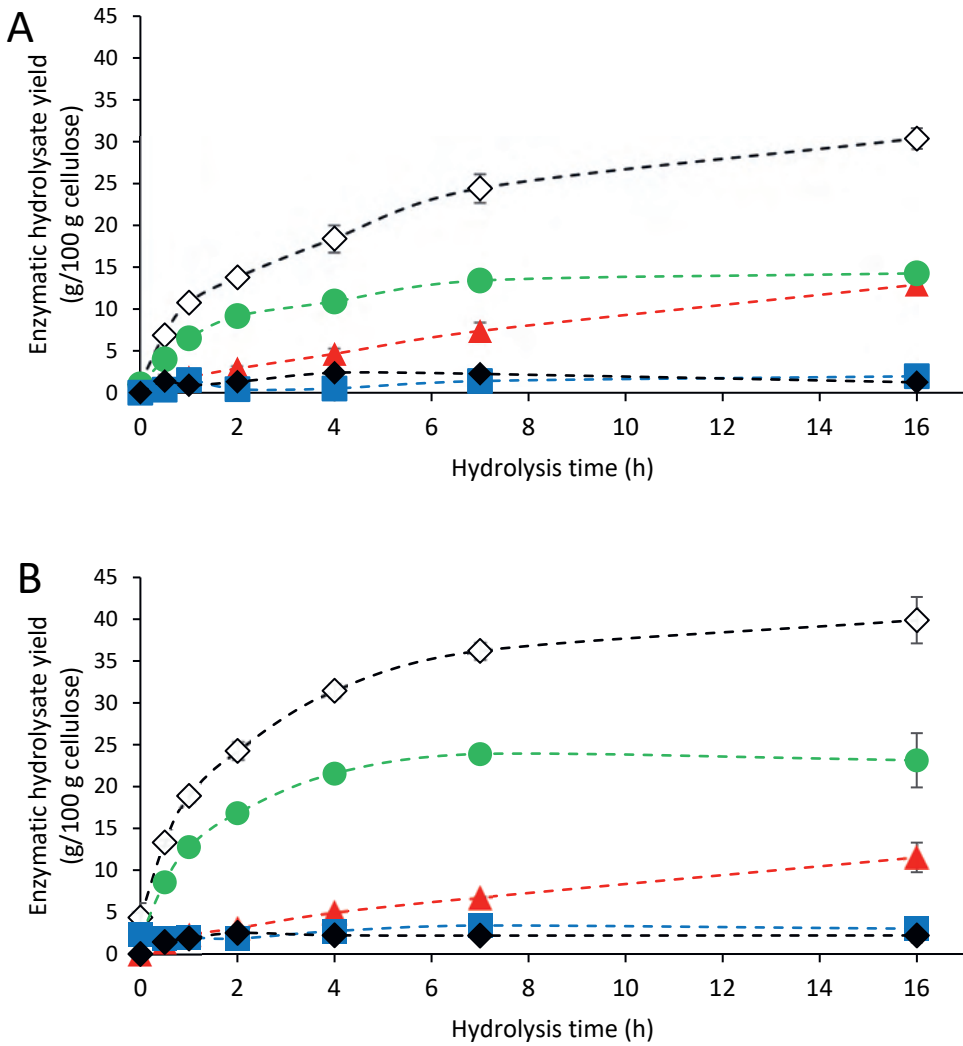 A
Enzymatic hydrolysate yield
(g/100 g cellulose)
45
40
35
30
25
20
15
10
5
0
0 2 4 6 8 10 12 14 16
Hydrolysis time (h)
B
Enzymatic hydrolysate yield
(g/100 g cellulose)
45
40
35
30
25
20
15
10
5
0
0 2 4 6 8 10 12 14 16
Hydrolysis time (h)